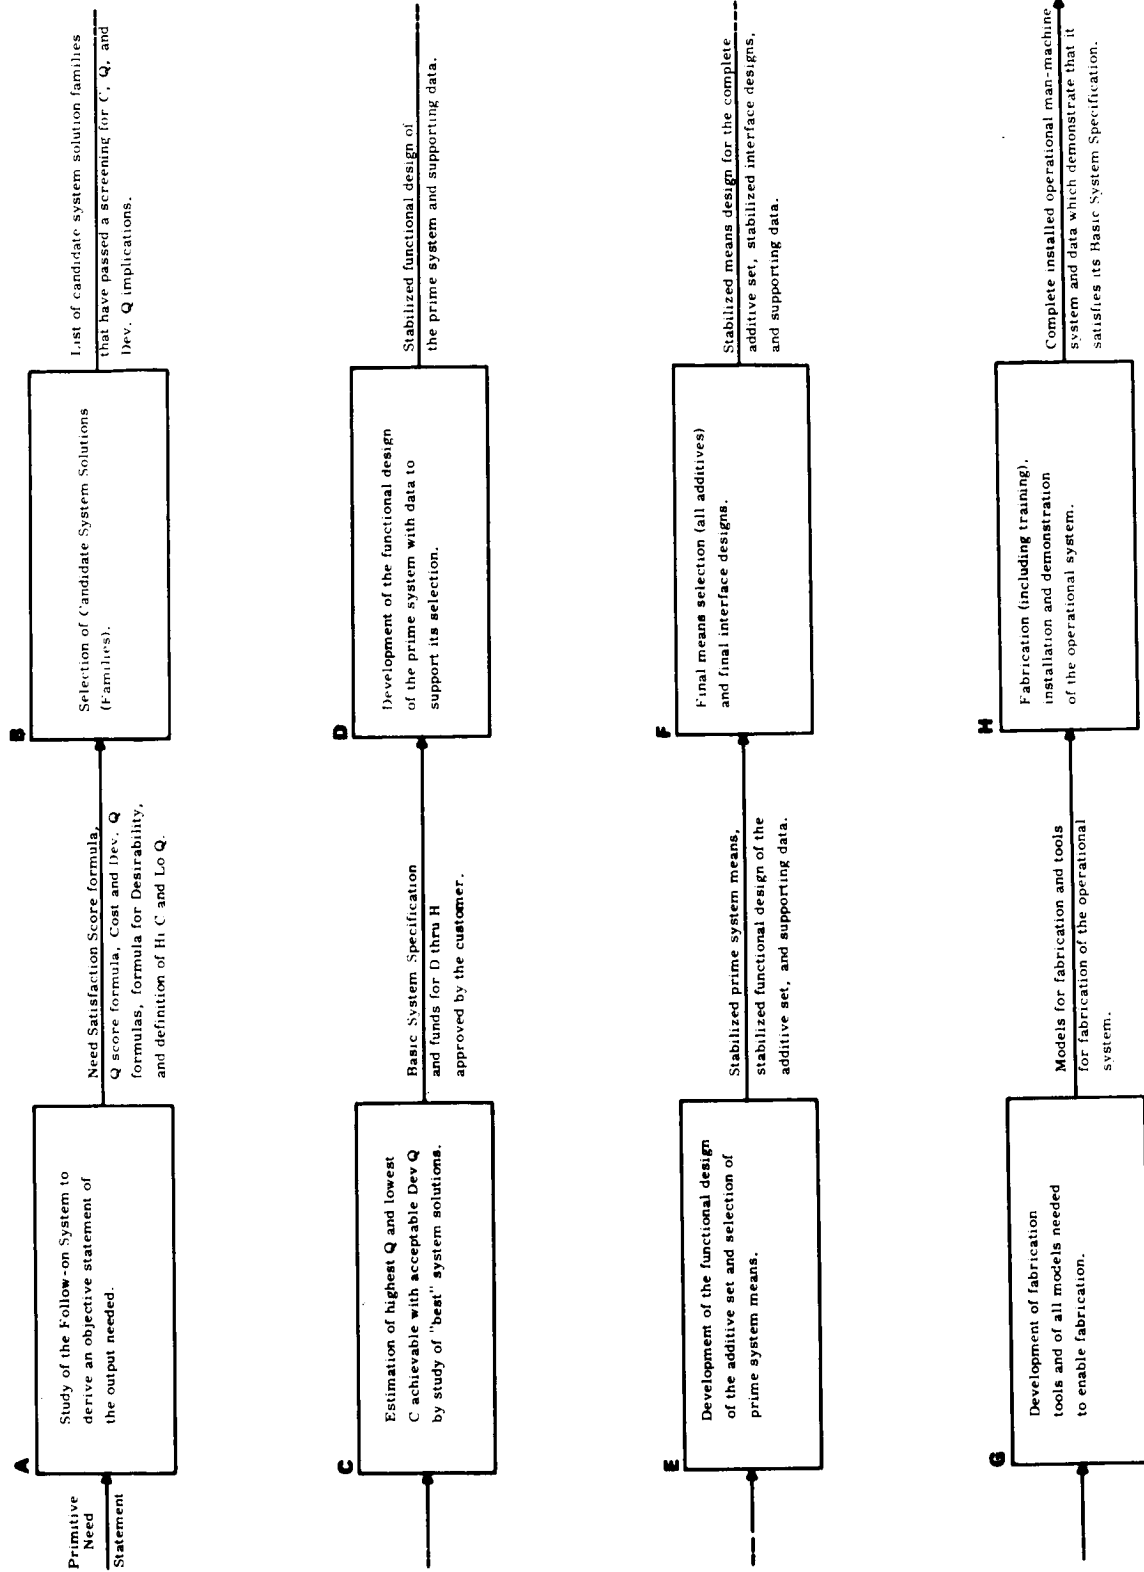 Primitive
Need
Statement
A
Study of the Follow-on System to
derive an objective statement of
the output needed.
Need Satisfaction Score formula,
Q score formula, Cost and Dev. Q
formulas, formula for Desirability,
and definition of Hi C and Lo Q.
B
Selection of Candidate System Solutions
(Families).
List of candidate system solution families
that have passed a screening for C, Q, and
Dev. Q implications.
C
Estimation of highest Q and lowest
C achievable with acceptable Dev Q
by study of "best" system solutions.
Basic System Specification
and funds for D thru H
approved by the customer.
D
Development of the functional design
of the prime system with data to
support its selection.
Stabilized functional design of
the prime system and supporting data.
E
Development of the functional design
of the additive set and selection of
prime system means.
Stabilized prime system means,
stabilized functional design of the
additive set, and supporting data.
F
Final means selection (all additives)
and final interface designs.
Stabilized means design for the complete
additive set, stabilized interface designs,
and supporting data.
G
Development of fabrication
tools and of all models needed
to enable fabrication.
Models for fabrication and tools
for fabrication of the operational
system.
H
Fabrication (including training),
installation and demonstration
of the operational system.
Complete installed operational man-machine
system and data which demonstrate that it
satisfies its Basic System Specification.